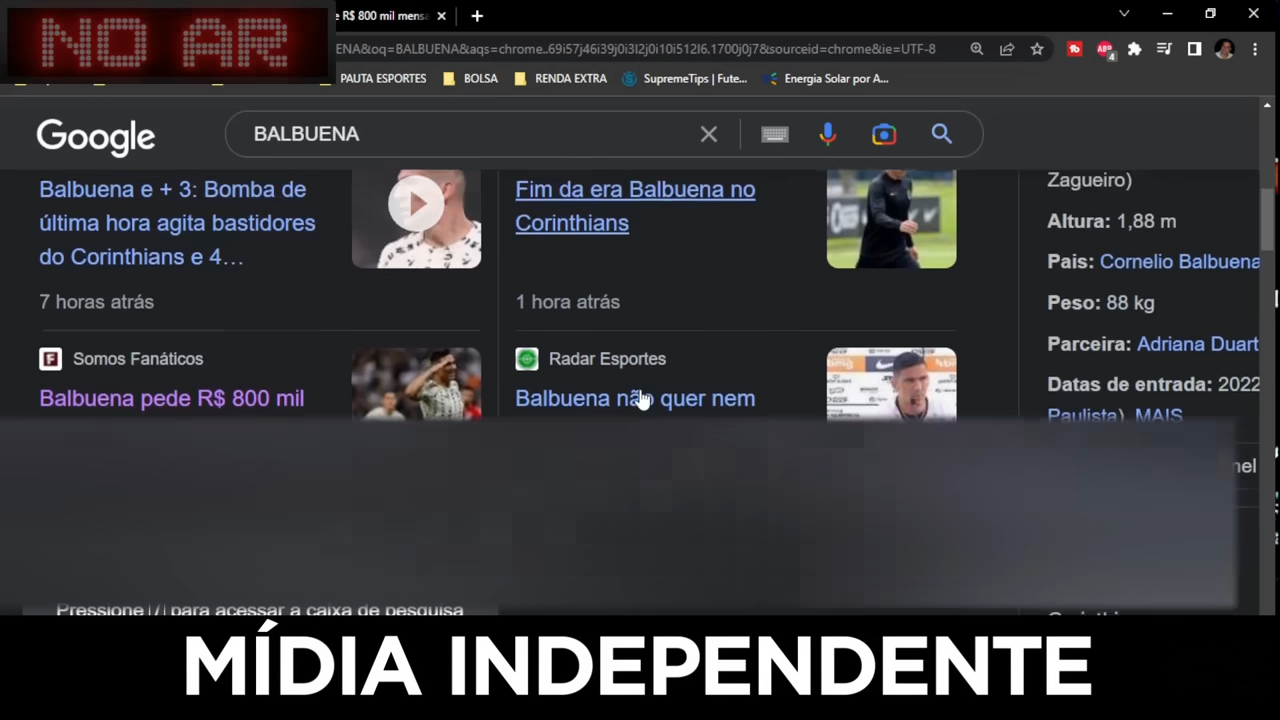 NO AR
e R$ 800 mil mensa
ENA&oq=BALBUENA&aqs=chrome..69i57j46i39j0i3l2j0i10i512l6.1700j0j7&sourceid=chrome&ie=UTF-8
4
PAUTA ESPORTES
BOLSA
RENDA EXTRA
SupremeTips | Fute...
Energia Solar por A...
Google
BALBUENA
Balbuena e + 3: Bomba de
última hora agita bastidores
do Corinthians e 4...
7 horas atrás
Fim da era Balbuena no
Corinthians
1 hora atrás
Somos Fanáticos
Balbuena pede R$ 800 mil
Radar Esportes
Balbuena não quer nem
Zagueiro)
Altura: 1,88 m
Pais: Cornelio Balbuena
Peso: 88 kg
Parceira: Adriana Duart
Datas de entrada: 2022
Paulista), MAIS
nel
Pressione [/] para acessar a caixa de pesquisa
MÍDIA INDEPENDENTE